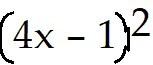 (4x – 1)²